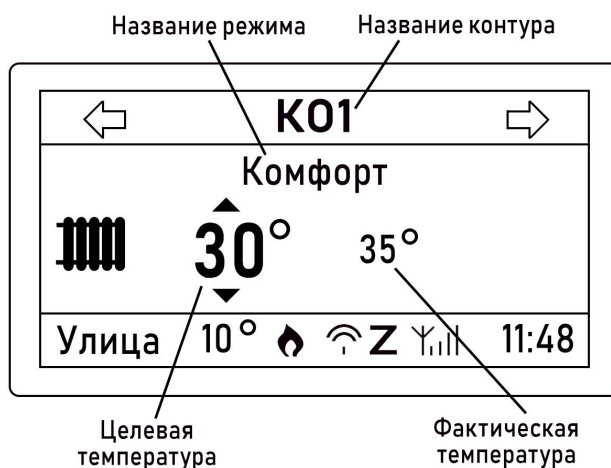 Название режима Название контура
КО1
Комфорт
30° 35°
Улица 10° Z 11:48
Целевая температура
Фактическая температура